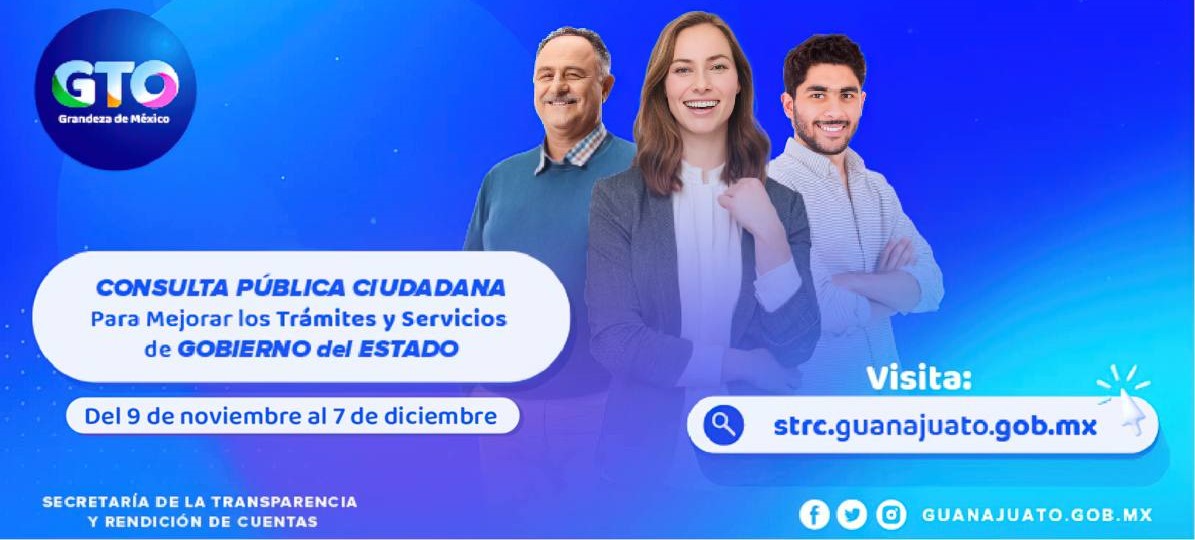 GTO
Grandeza de México
CONSULTA PÚBLICA CIUDADANA
Para Mejorar los Trámites y Servicios
de GOBIERNO del ESTADO
Del 9 de noviembre al 7 de diciembre
Visita:
strc.guanajuato.gob.mx
SECRETARÍA DE LA TRANSPARENCIA
Y RENDICIÓN DE CUENTAS
GUANAJUATO.GOB.MX